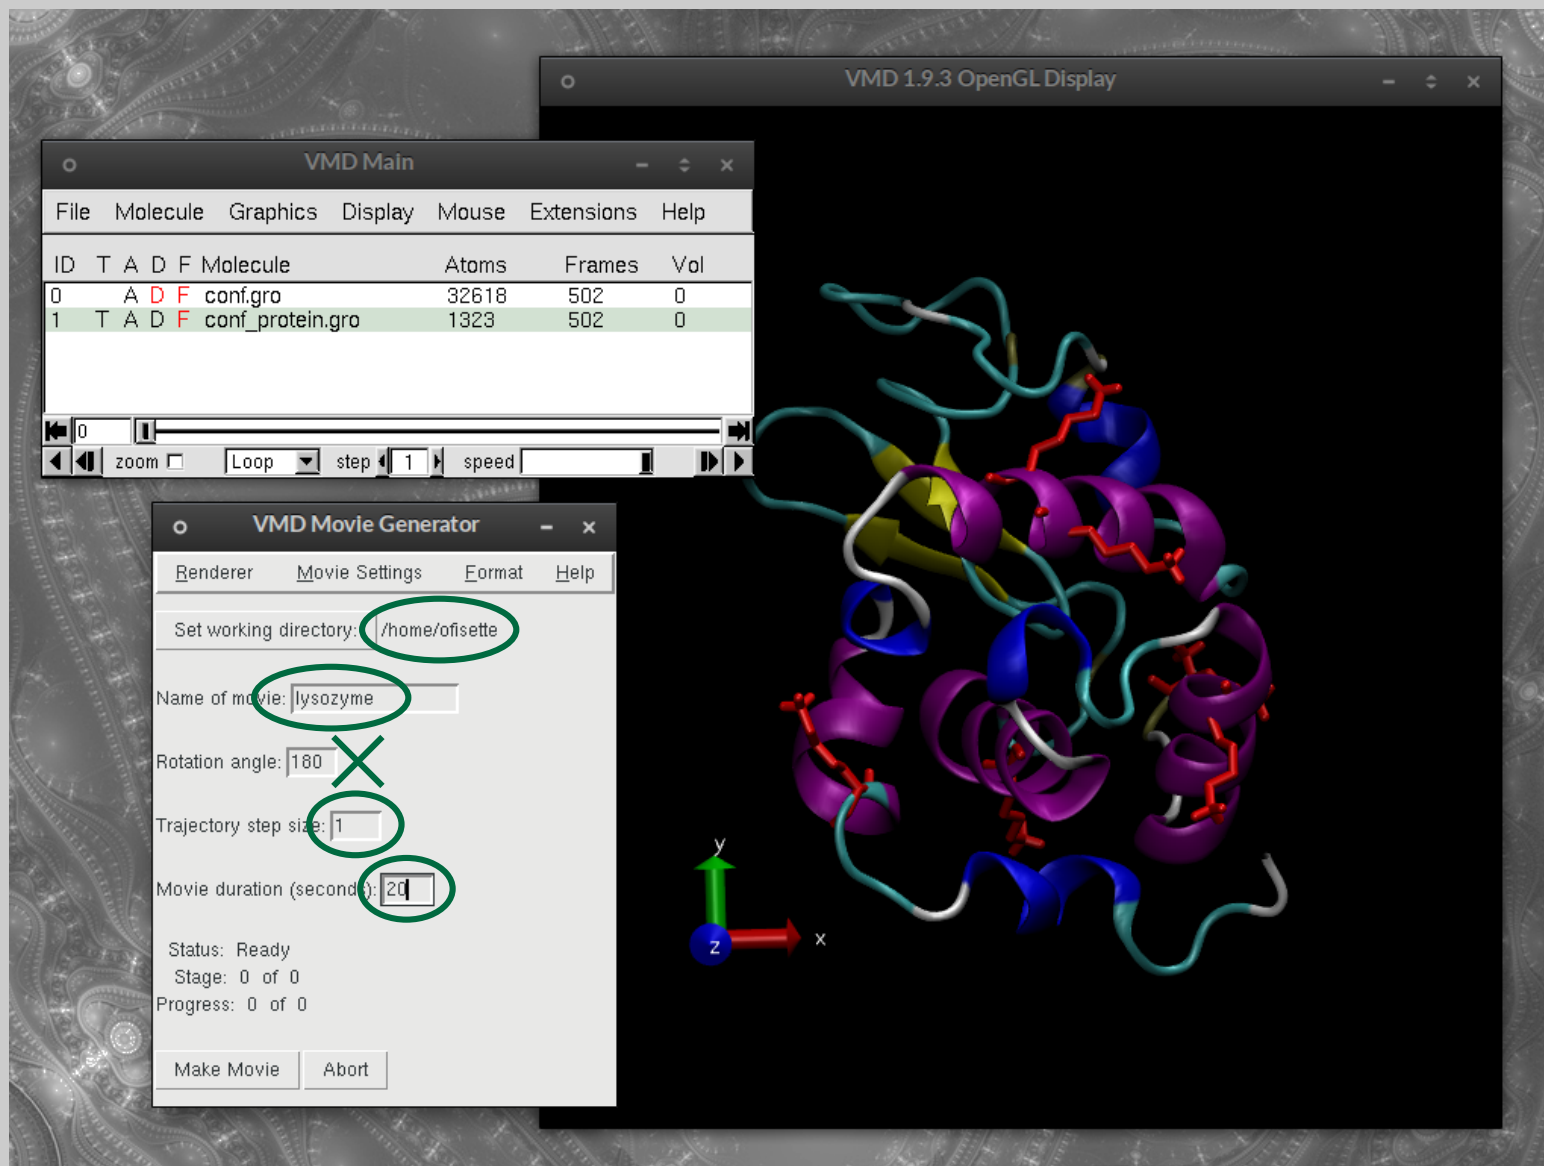 VMD 1.9.3 OpenGL Display
VMD Main
File Molecule Graphics Display Mouse Extensions Help
ID T A D F Molecule Atoms Frames Vol
0 A D F conf.gro 32618 502 0
1 T A D F conf_protein.gro 1323 502 0
0
zoom Loop step 1 speed
VMD Movie Generator
Renderer Movie Settings Format Help
Set working directory: /home/ofisette
Name of movie: lysozyme
Rotation angle: 180
Trajectory step size: 1
Movie duration (seconds): 20
Status: Ready
Stage: 0 of 0
Progress: 0 of 0
Make Movie Abort
y
z x